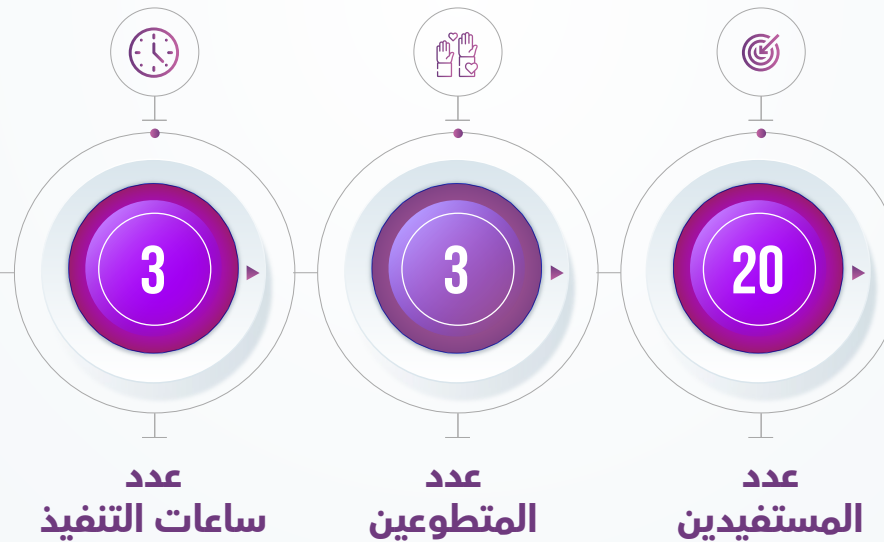 20
عدد
المستفيدين
3
عدد
المتطوعين
3
عدد
ساعات التنفيذ